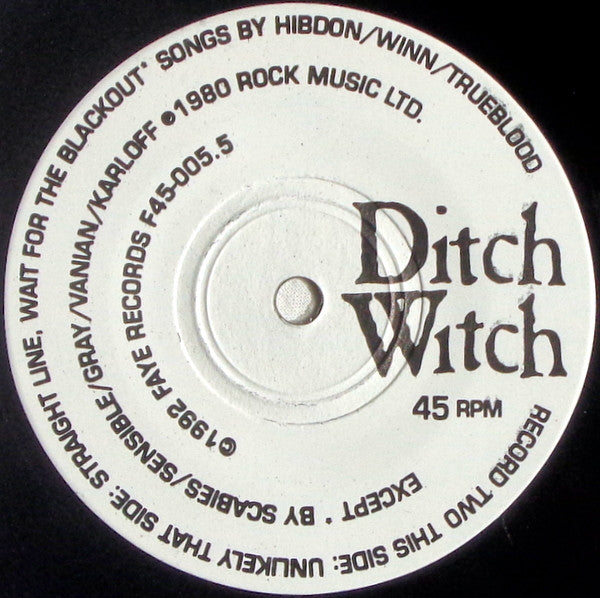 RECORD TWO THIS SIDE: UNLIKELY THAT SIDE: STRAIGHT LINE, WAIT FOR THE BLACKOUT* SONGS BY HIBDON/WINN/TRUEBLOOD
EXCEPT * BY SCABIES/SENSIBLE/GRAY/VANIAN/KARLOFF ℗1980 ROCK MUSIC LTD.
©1992 FAYE RECORDS F45-005.5
Ditch
Witch
45 RPM